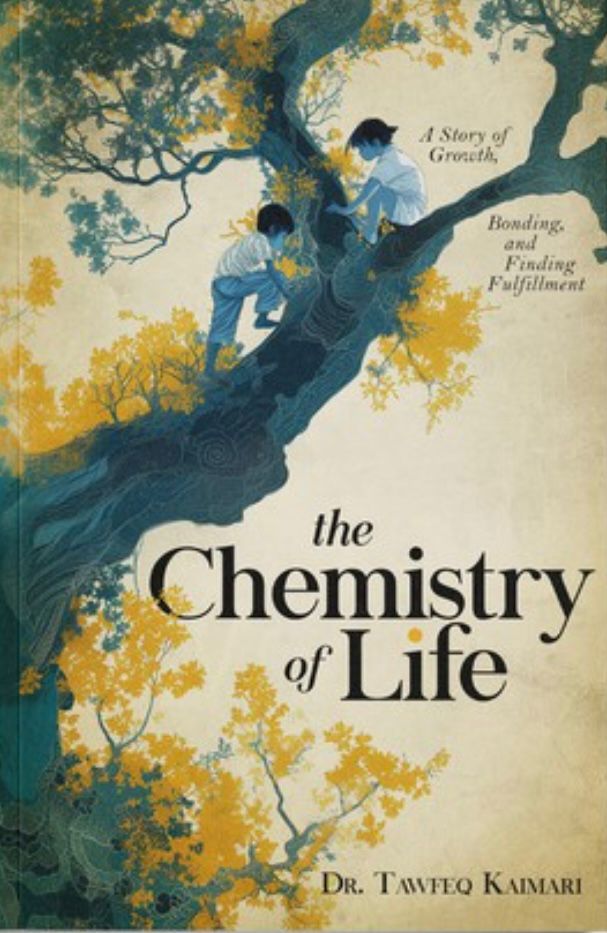 A Story of
Growth,
Bonding,
and
Finding
Fulfillment
the
Chemistry
of Life
DR. TAWFEQ KAIMARI